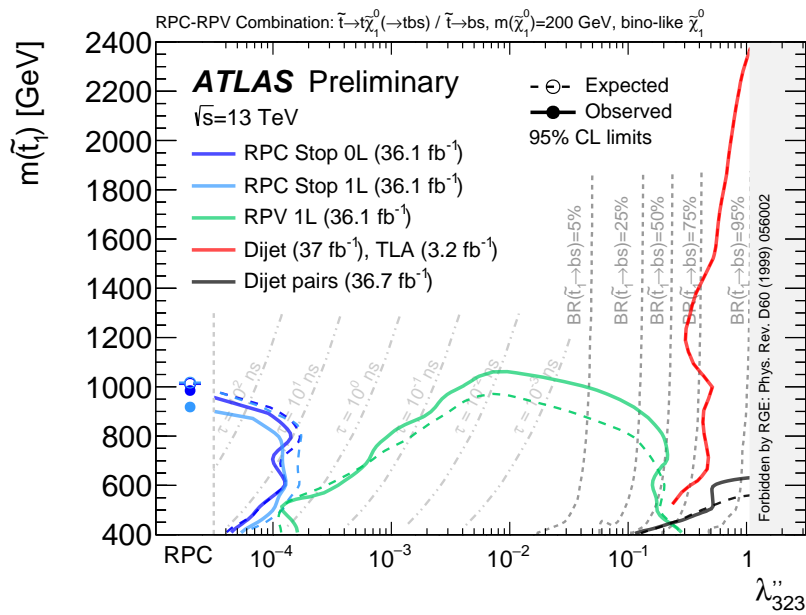 RPC-RPV Combination: t̃→tχ̃₁⁰(→tbs) / t̃→bs, m(χ̃₁⁰)=200 GeV, bino-like χ̃₁⁰
m(t̃₁) [GeV]
2400
2200
2000
1800
1600
1400
1200
1000
800
600
400
ATLAS Preliminary
√s=13 TeV
RPC Stop 0L (36.1 fb⁻¹)
RPC Stop 1L (36.1 fb⁻¹)
RPV 1L (36.1 fb⁻¹)
Dijet (37 fb⁻¹), TLA (3.2 fb⁻¹)
Dijet pairs (36.7 fb⁻¹)
Expected
Observed
95% CL limits
BR(t̃₁→bs)=5%
BR(t̃₁→bs)=25%
BR(t̃₁→bs)=50%
BR(t̃₁→bs)=75%
BR(t̃₁→bs)=95%
Forbidden by RGE: Phys. Rev. D60 (1999) 056002
τ = 10² ns
τ = 10¹ ns
τ = 10⁰ ns
τ = 10⁻¹ ns
τ = 10⁻² ns
τ = 10⁻³ ns
RPC
10⁻⁴
10⁻³
10⁻²
10⁻¹
1
λ''₃₂₃